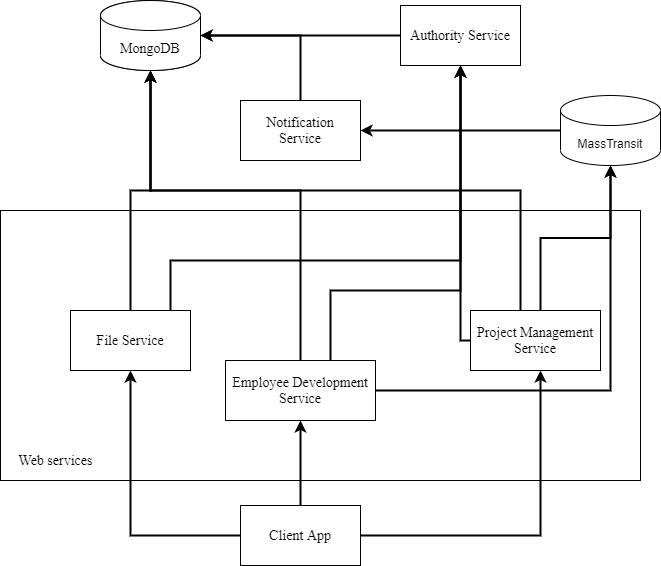 MongoDB
Authority Service
Notification
Service
MassTransit
File Service
Project Management
Service
Employee Development
Service
Web services
Client App